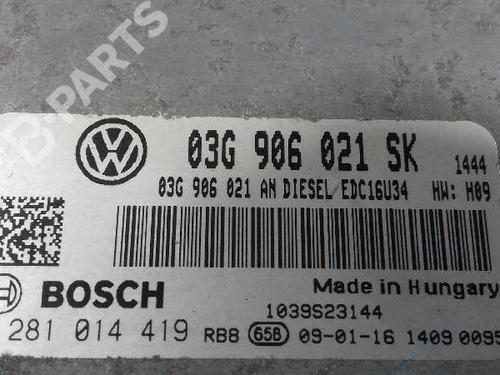 B-PARTS
03G 906 021 SK 1444
03G 906 021 AN DIESEL/EDC16U34 HW: H09
Made in Hungary
BOSCH
1039S23144
281 014 419 RB8 65B 09-01-16 1409 0095